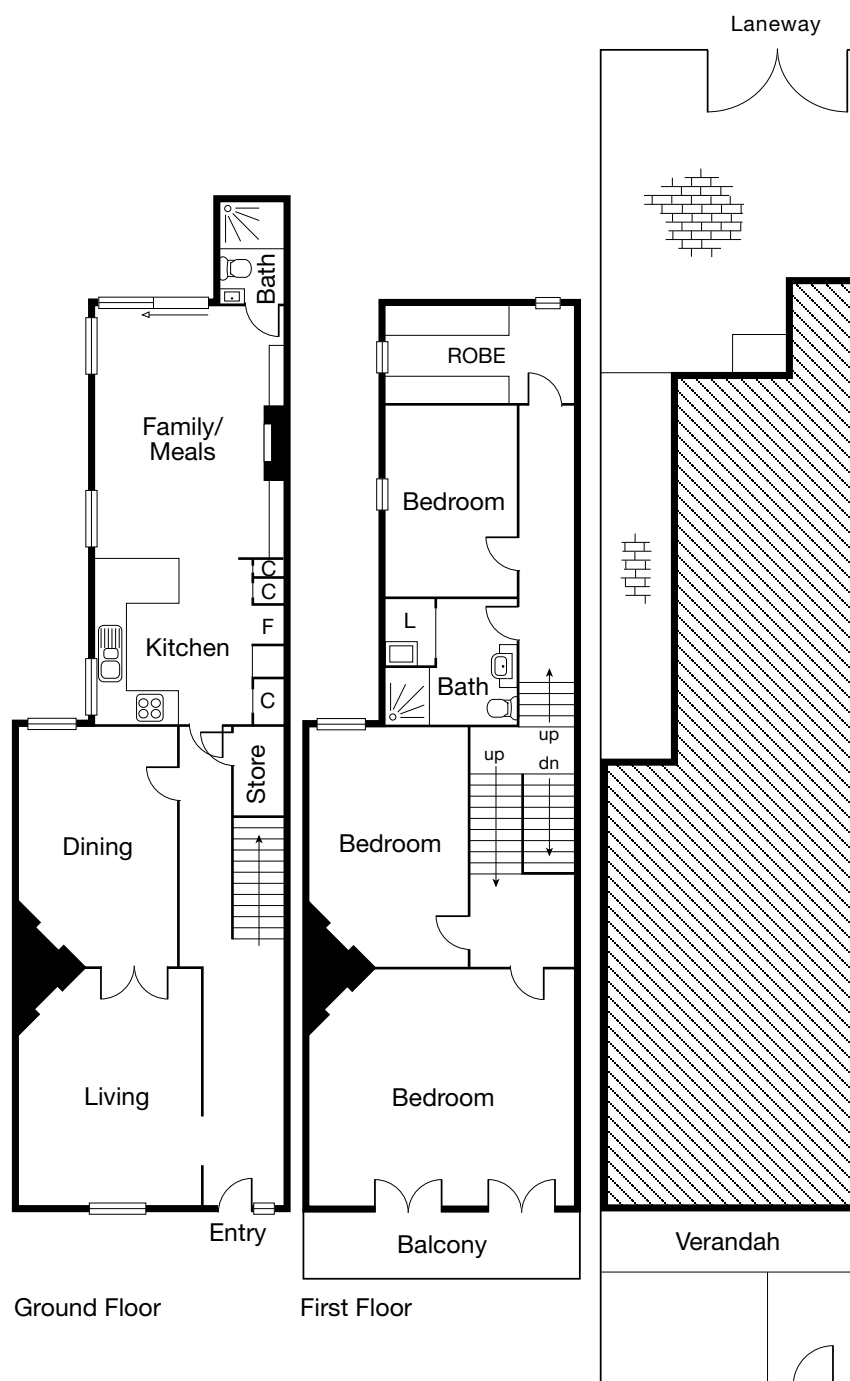 Laneway
Bath
Family/
Meals
C
C
F
Kitchen
C
Store
Dining
Living
Entry
Ground Floor
ROBE
Bedroom
L
Bath
up
up
dn
Bedroom
Bedroom
Balcony
First Floor
Verandah